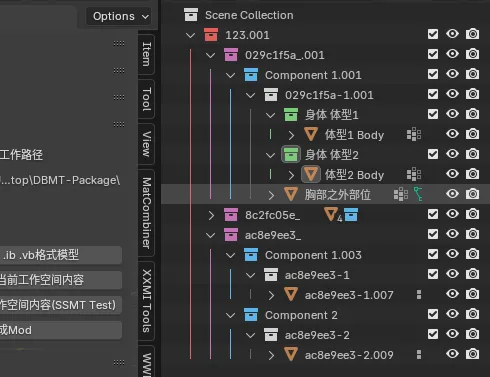 Options
Item
Tool
View
MatCombiner
XXMI Tools
WW
工作路径
...top\DBMT-Package\
.ib .vb格式模型
当前工作空间内容
作空间内容(SSMT Test)
成Mod
Scene Collection
123.001
029c1f5a_.001
Component 1.001
029c1f5a-1.001
身体 体型1
体型1 Body
身体 体型2
体型2 Body
胸部之外部位
8c2fc05e_
4
ac8e9ee3_
Component 1.003
ac8e9ee3-1
ac8e9ee3-1.007
Component 2
ac8e9ee3-2
ac8e9ee3-2.009